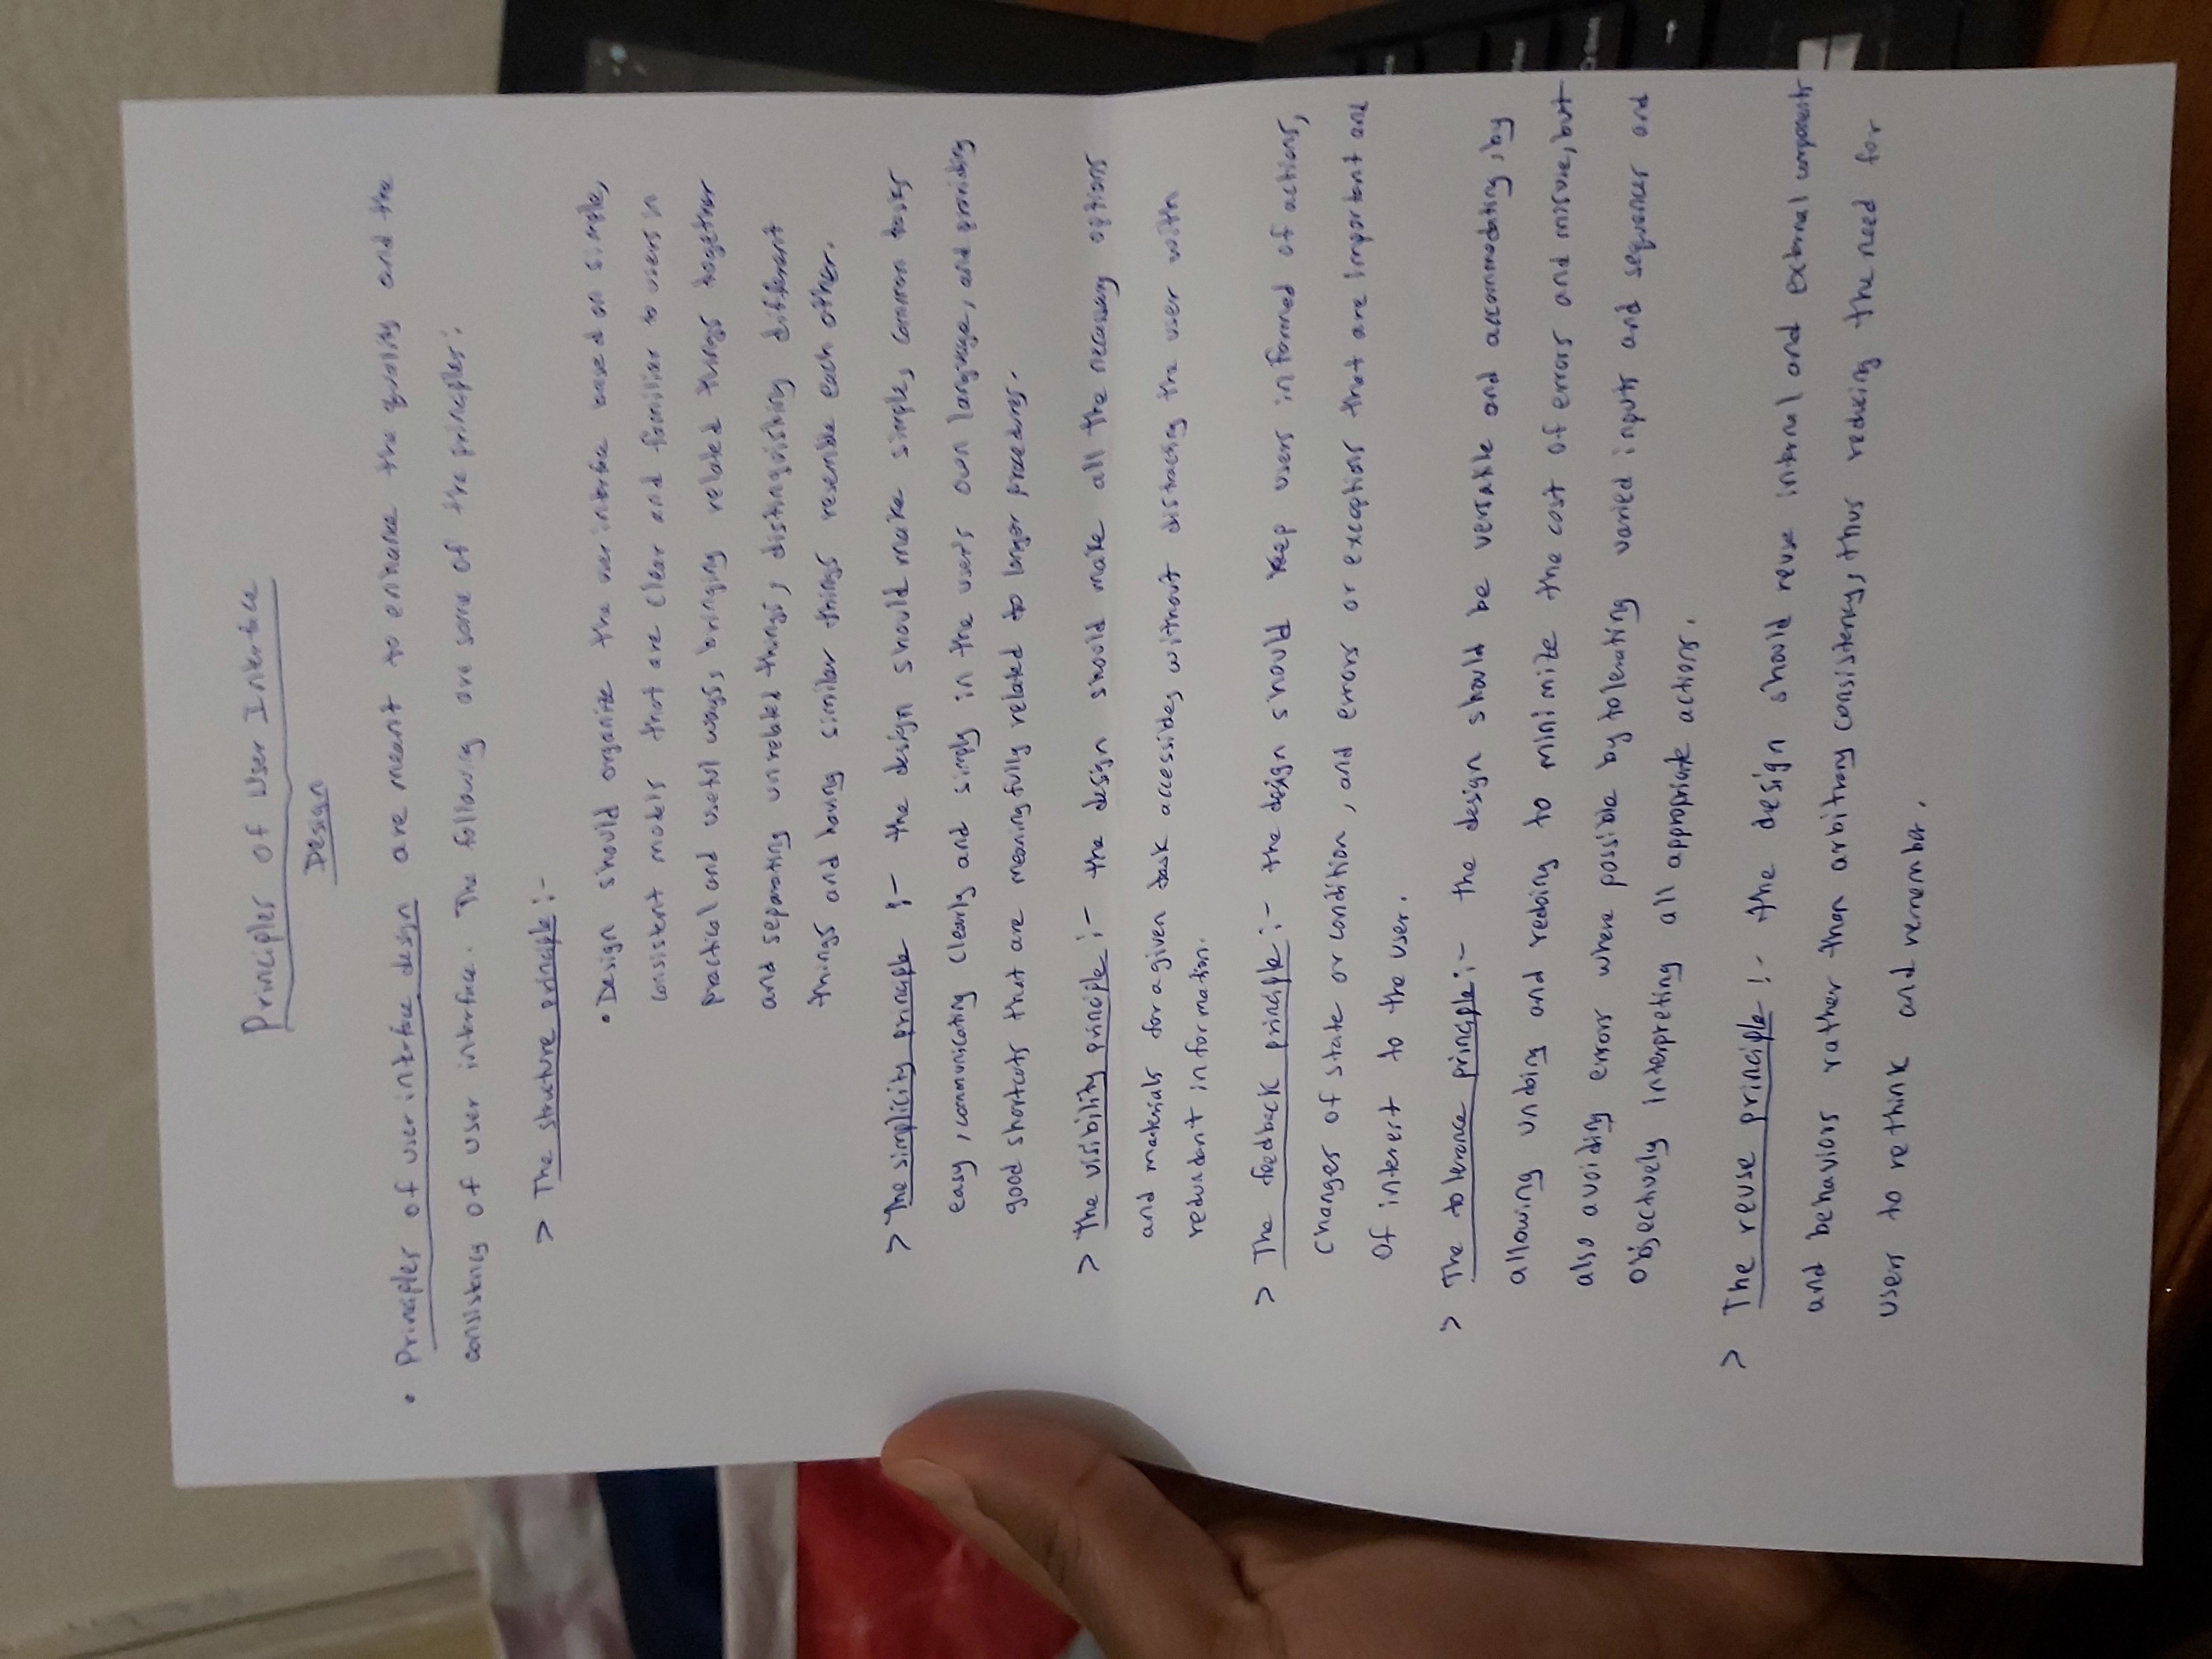 Principles of User Interface
Design
• Principles of user interface design are meant to enhance the quality and the
consistency of user interface. The following are some of the principles:
> The structure principle :-
• Design should organize the user interface based on simple,
consistent models that are clear and familiar to users in
practical and useful ways, bringing related things together
and separating unrelated things, distinguishing different
things and having similar things resemble each other.
> The simplicity principle :- the design should make simple, common tasks
easy, communicating clearly and simply in the user's own language, and providing
good shortcuts that are meaningfully related to longer procedures.
> The visibility principle :- the design should make all the necessary options
and materials for a given task accessible, without distracting the user with
redundant information.
> The feedback principle :- the design should keep users informed of actions,
changes of state or condition, and errors or exceptions that are important and
of interest to the user.
> The tolerance principle :- the design should be versatile and accommodating, by
allowing undoing and redoing to minimize the cost of errors and misuse, but
also avoiding errors where possible by tolerating varied inputs and sequences and
objectively interpreting all appropriate actions.
> The reuse principle :- the design should reuse internal and external components
and behaviors rather than arbitrary consistency, thus reducing the need for
users to rethink and remember.